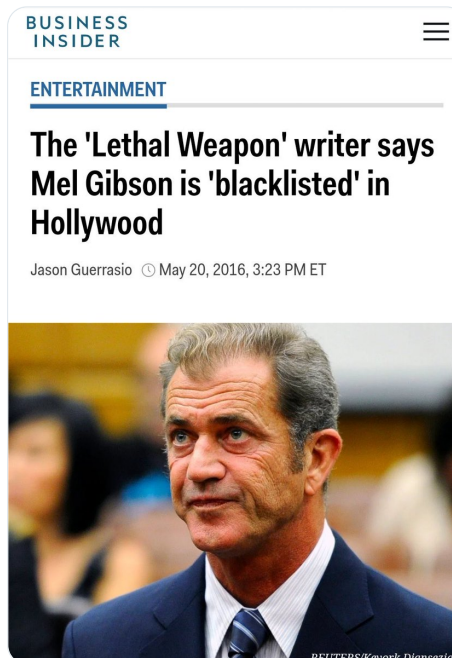 BUSINESS
INSIDER
ENTERTAINMENT
The 'Lethal Weapon' writer says
Mel Gibson is 'blacklisted' in
Hollywood
Jason Guerrasio May 20, 2016, 3:23 PM ET
REUTERS/Kevork